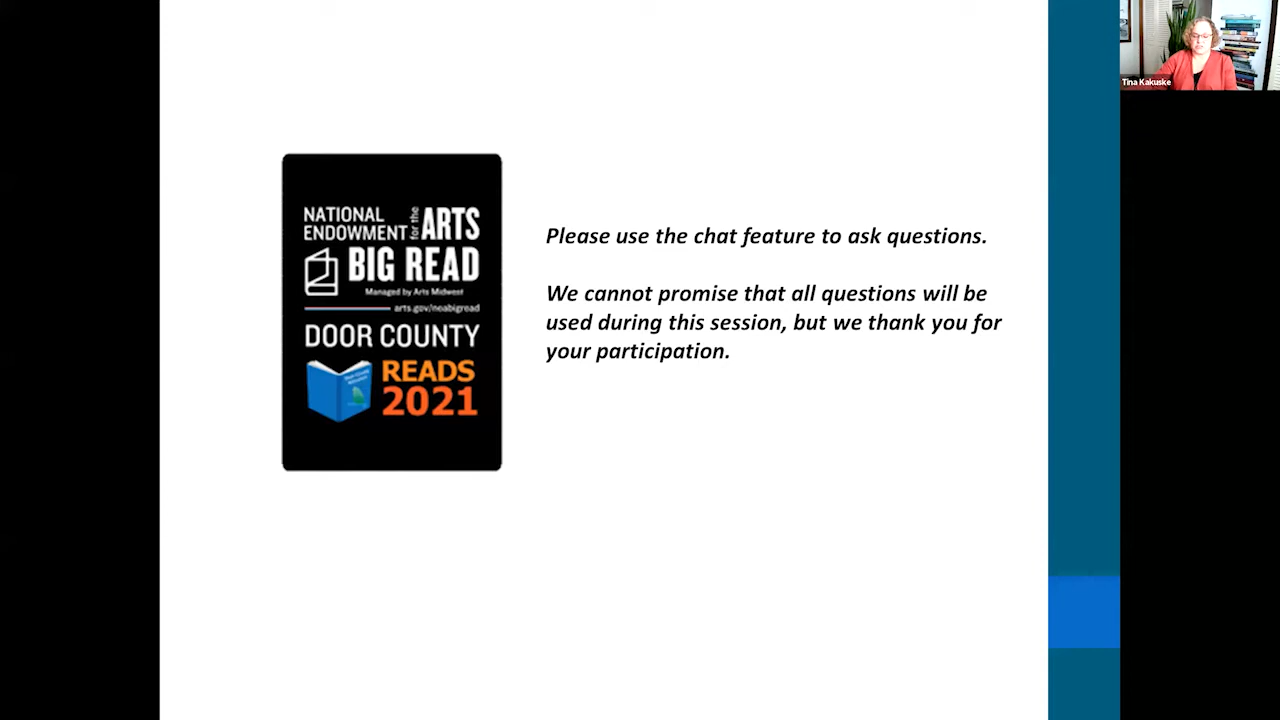 Tina Kakuske
NATIONAL
ENDOWMENT for the ARTS
BIG READ
Managed by Arts Midwest
arts.gov/neabigread
DOOR COUNTY
READS
2021
Please use the chat feature to ask questions.
We cannot promise that all questions will be
used during this session, but we thank you for
your participation.